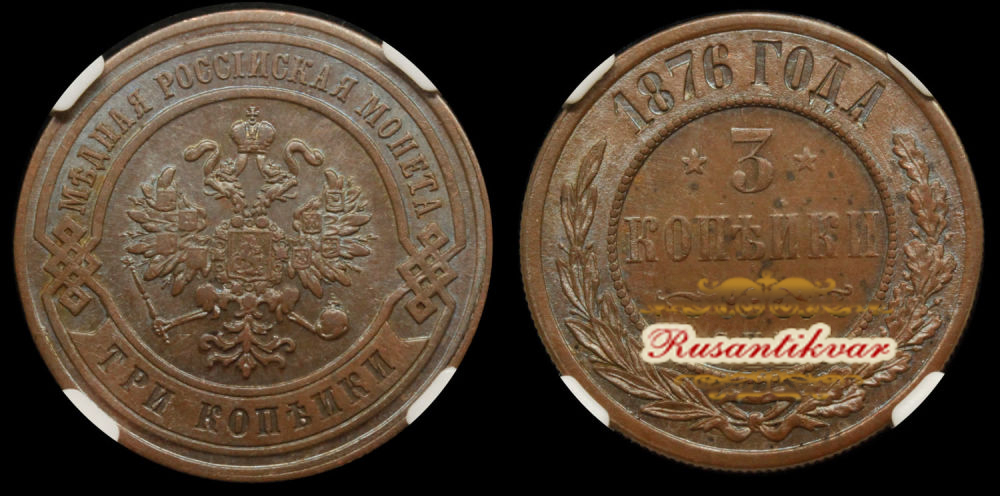 МѢДНАЯ РОССІЙСКАЯ МОНЕТА
ТРИ КОПѢЙКИ
1876 ГОДА
3
КОПѢЙКИ
Rusantikvar